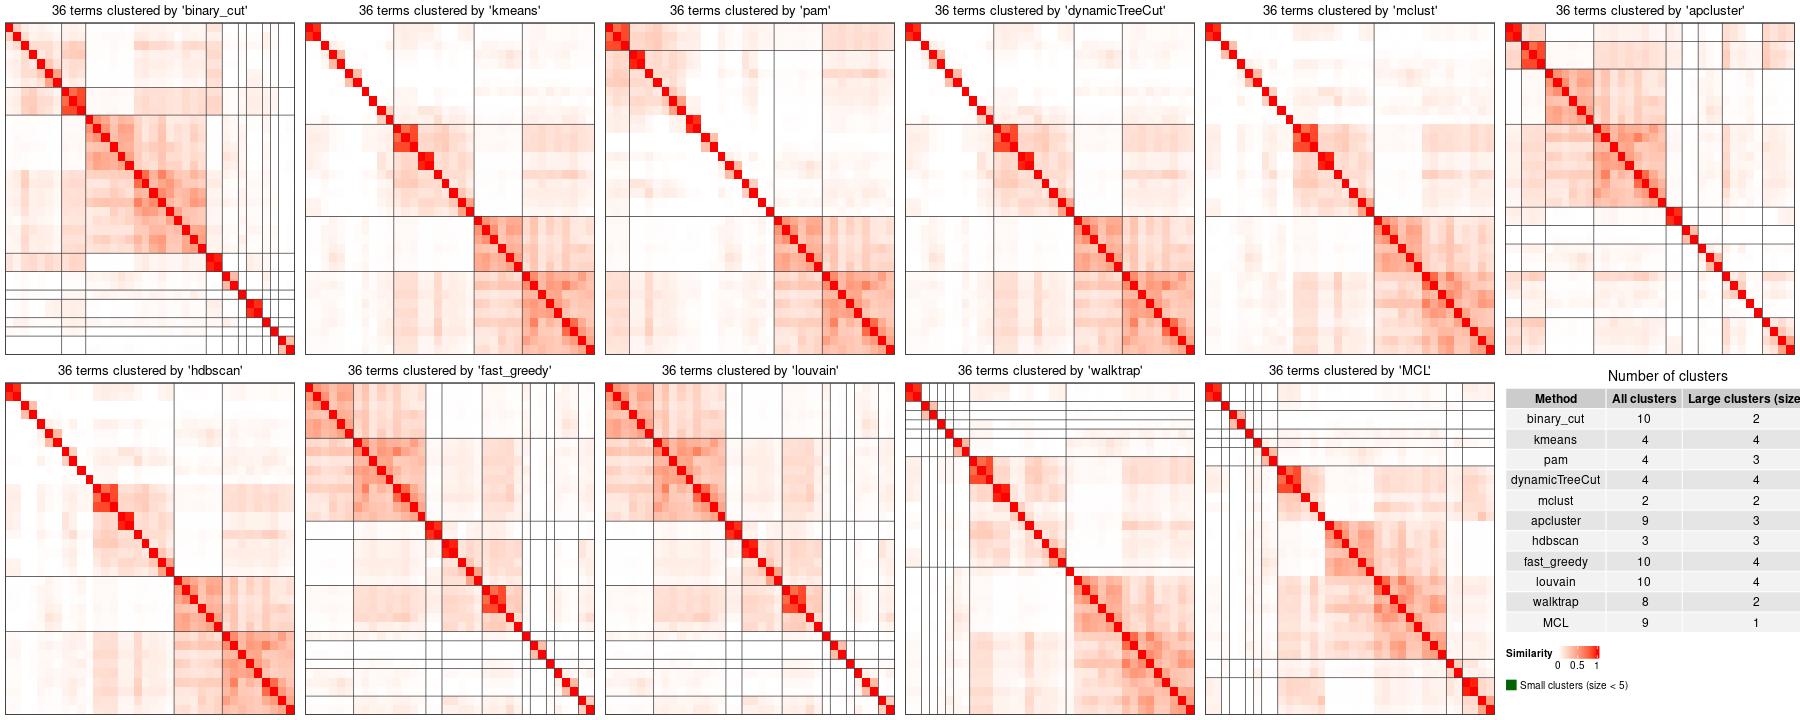 36 terms clustered by 'binary_cut'
36 terms clustered by 'kmeans'
36 terms clustered by 'pam'
36 terms clustered by 'dynamicTreeCut'
36 terms clustered by 'mclust'
36 terms clustered by 'apcluster'
36 terms clustered by 'hdbscan'
36 terms clustered by 'fast_greedy'
36 terms clustered by 'louvain'
36 terms clustered by 'walktrap'
36 terms clustered by 'MCL'
Number of clusters
Method All clusters Large clusters (size
binary_cut 10 2
kmeans 4 4
pam 4 3
dynamicTreeCut 4 4
mclust 2 2
apcluster 9 3
hdbscan 3 3
fast_greedy 10 4
louvain 10 4
walktrap 8 2
MCL 9 1
Similarity
0 0.5 1
Small clusters (size < 5)